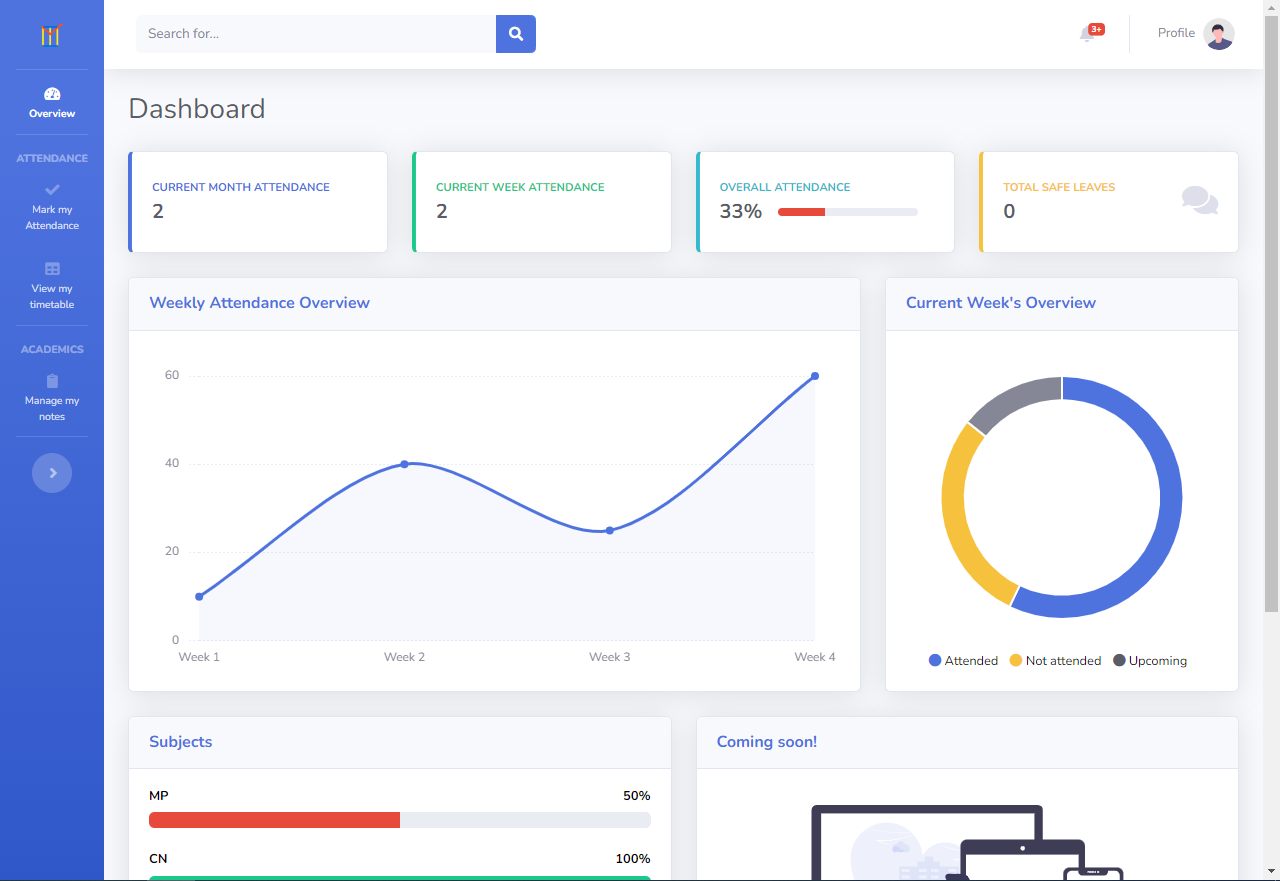 Search for...
3+
Profile
Overview
ATTENDANCE
Mark my
Attendance
View my
timetable
ACADEMICS
Manage my
notes
Dashboard
CURRENT MONTH ATTENDANCE
2
CURRENT WEEK ATTENDANCE
2
OVERALL ATTENDANCE
33%
TOTAL SAFE LEAVES
0
Weekly Attendance Overview
60
40
20
0
Week 1 Week 2 Week 3 Week 4
Current Week's Overview
Attended Not attended Upcoming
Subjects
MP 50%
CN 100%
Coming soon!